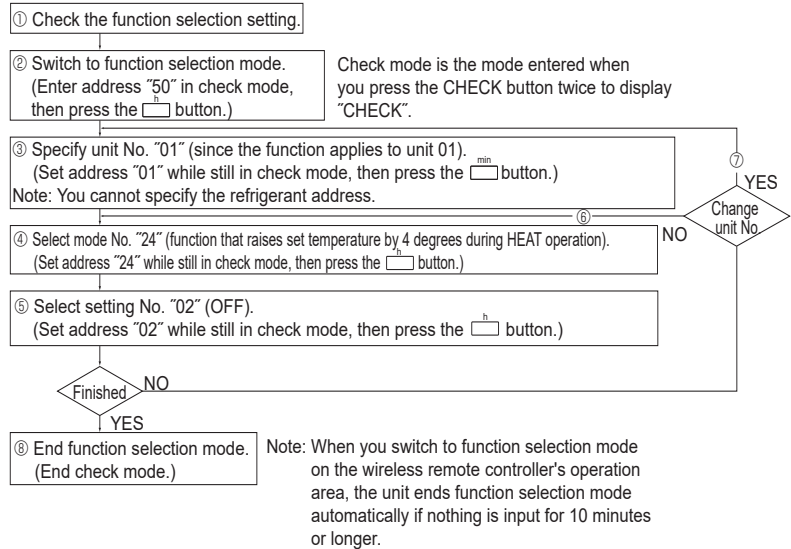 ① Check the function selection setting.
② Switch to function selection mode.
(Enter address ˝50˝ in check mode,
then press the h button.)
Check mode is the mode entered when
you press the CHECK button twice to display
˝CHECK˝.
③ Specify unit No. ˝01˝ (since the function applies to unit 01).
(Set address ˝01˝ while still in check mode, then press the min button.)
Note: You cannot specify the refrigerant address.
⑦
YES
Change
unit No.
⑥
NO
④ Select mode No. ˝24˝ (function that raises set temperature by 4 degrees during HEAT operation).
(Set address ˝24˝ while still in check mode, then press the h button.)
⑤ Select setting No. ˝02˝ (OFF).
(Set address ˝02˝ while still in check mode, then press the h button.)
Finished
NO
YES
⑧ End function selection mode.
(End check mode.)
Note: When you switch to function selection mode
on the wireless remote controller's operation
area, the unit ends function selection mode
automatically if nothing is input for 10 minutes
or longer.